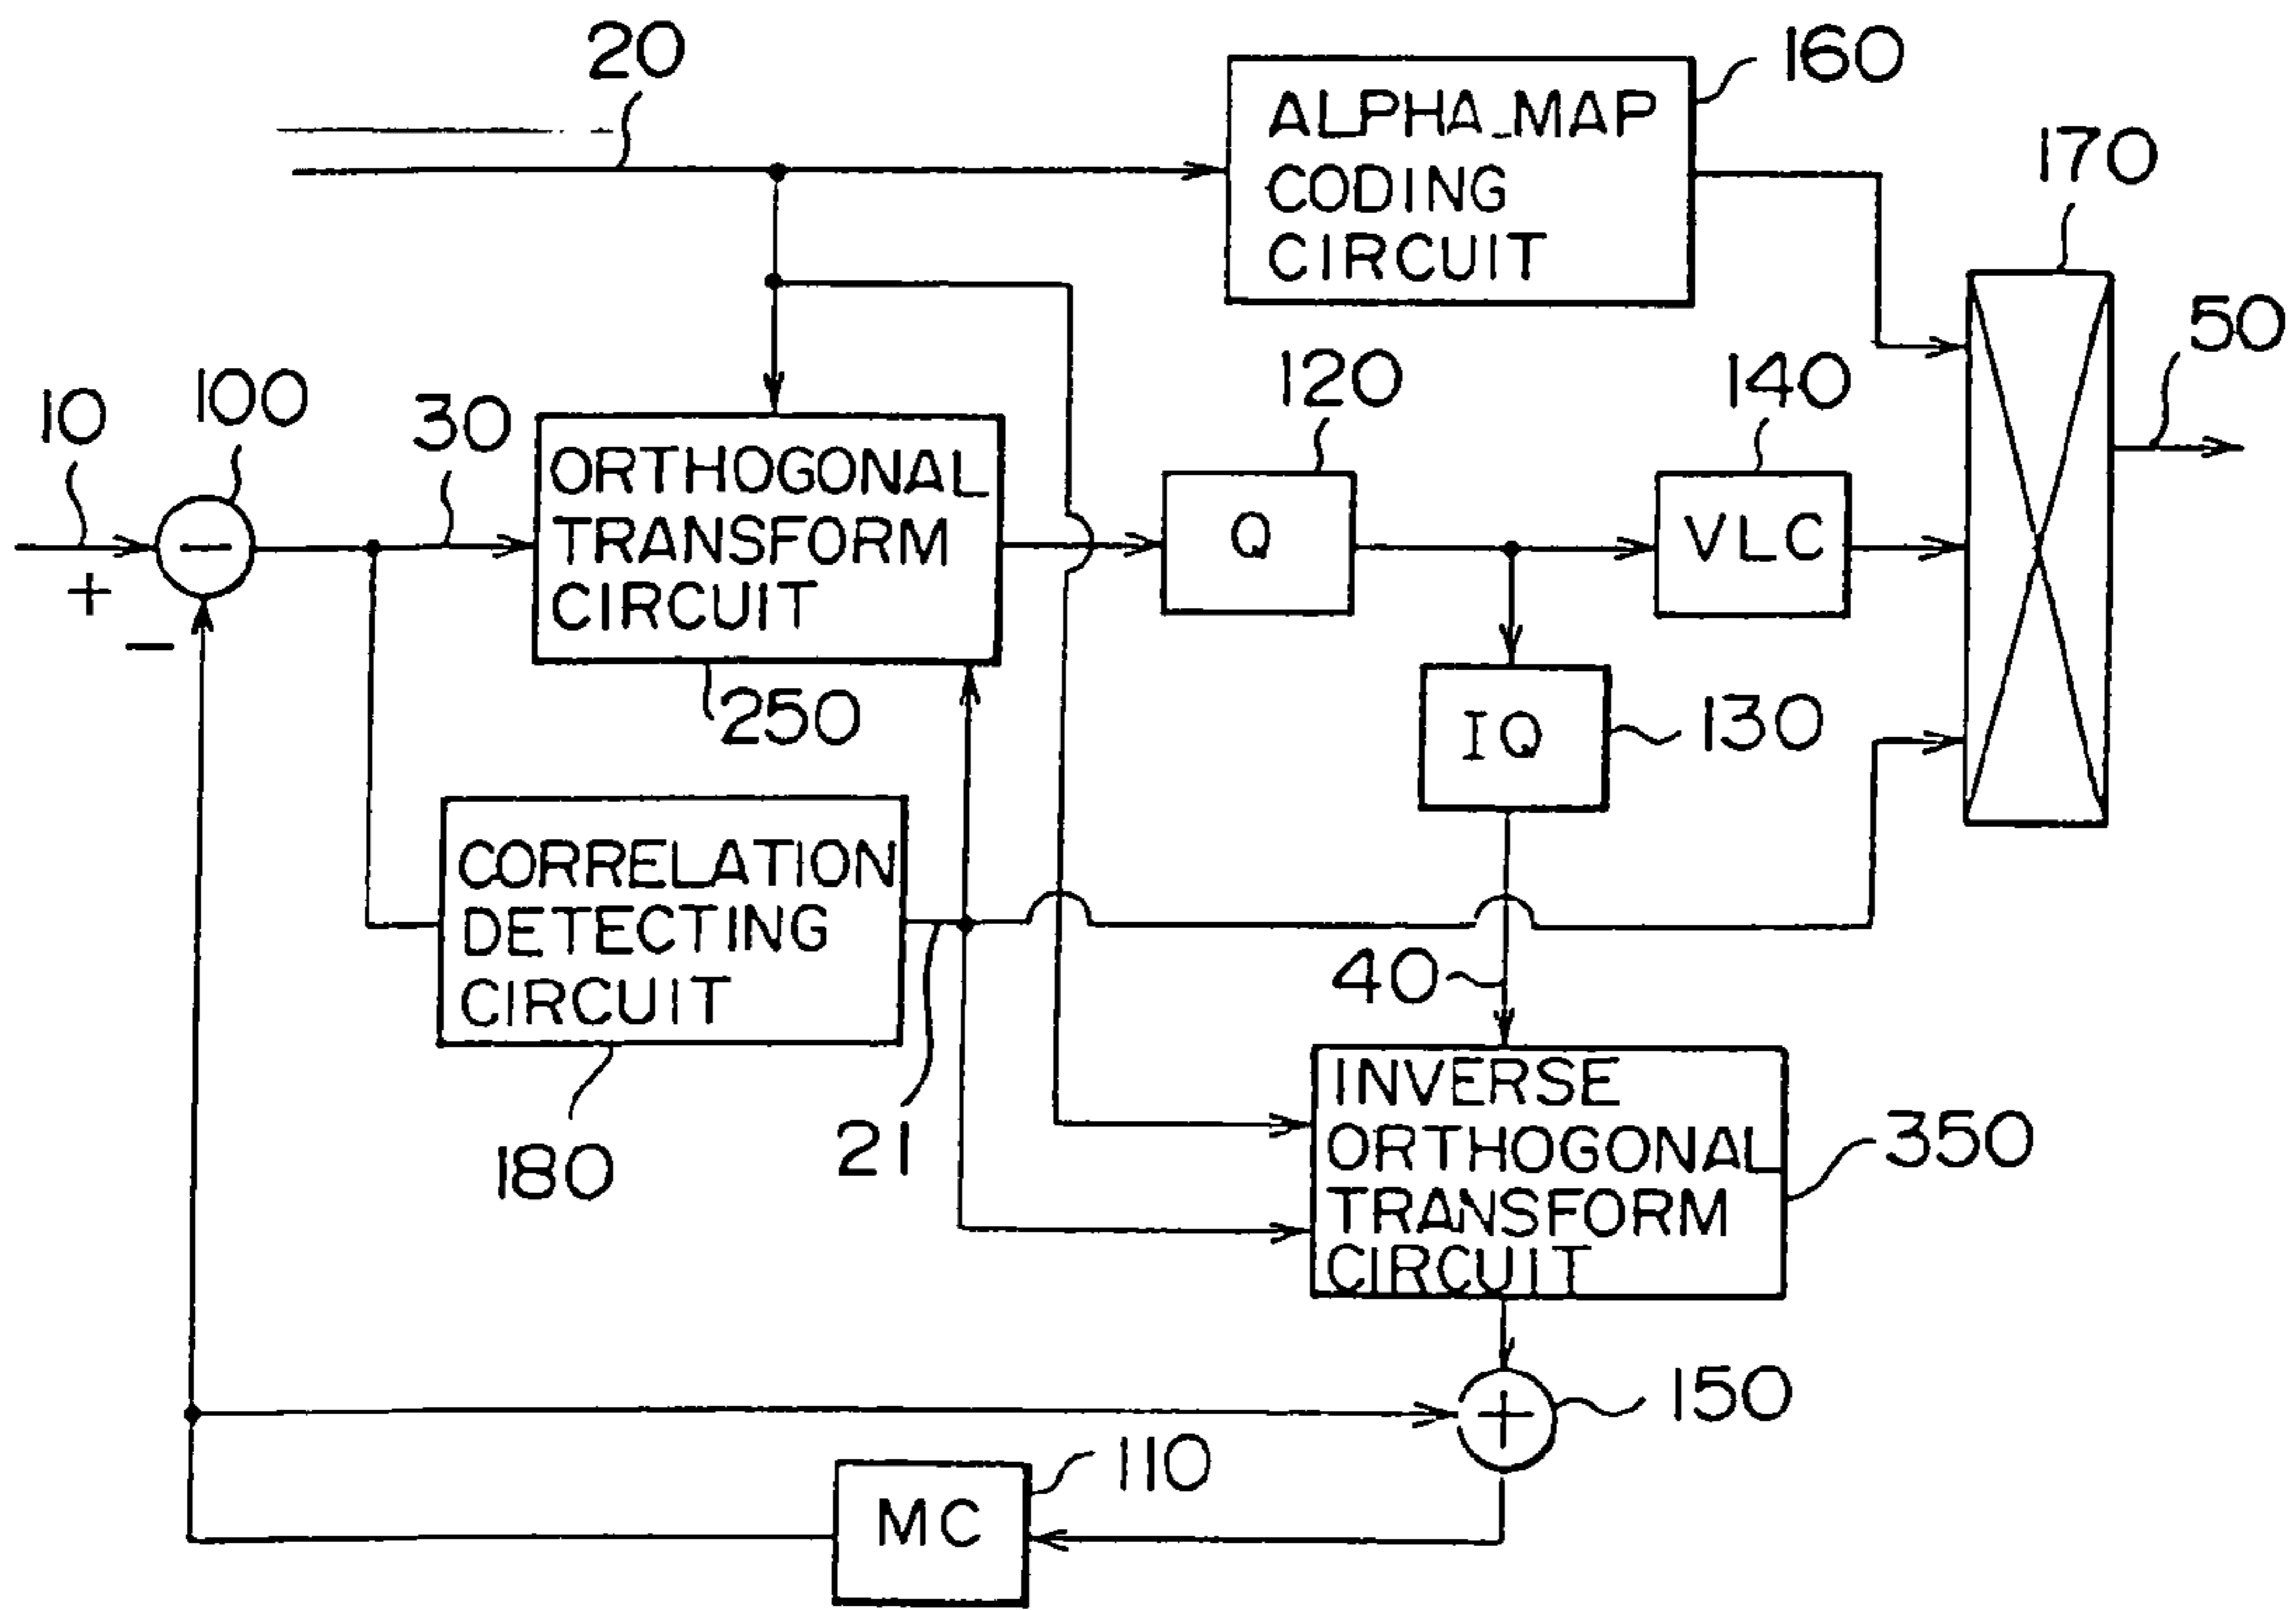 20
160
ALPHA_MAP
CODING
CIRCUIT
170
50
10
100
30
120
140
ORTHOGONAL
TRANSFORM
CIRCUIT
Q
VLC
+
−
250
IQ
130
CORRELATION
DETECTING
CIRCUIT
40
180
21
INVERSE
ORTHOGONAL
TRANSFORM
CIRCUIT
350
150
110
MC